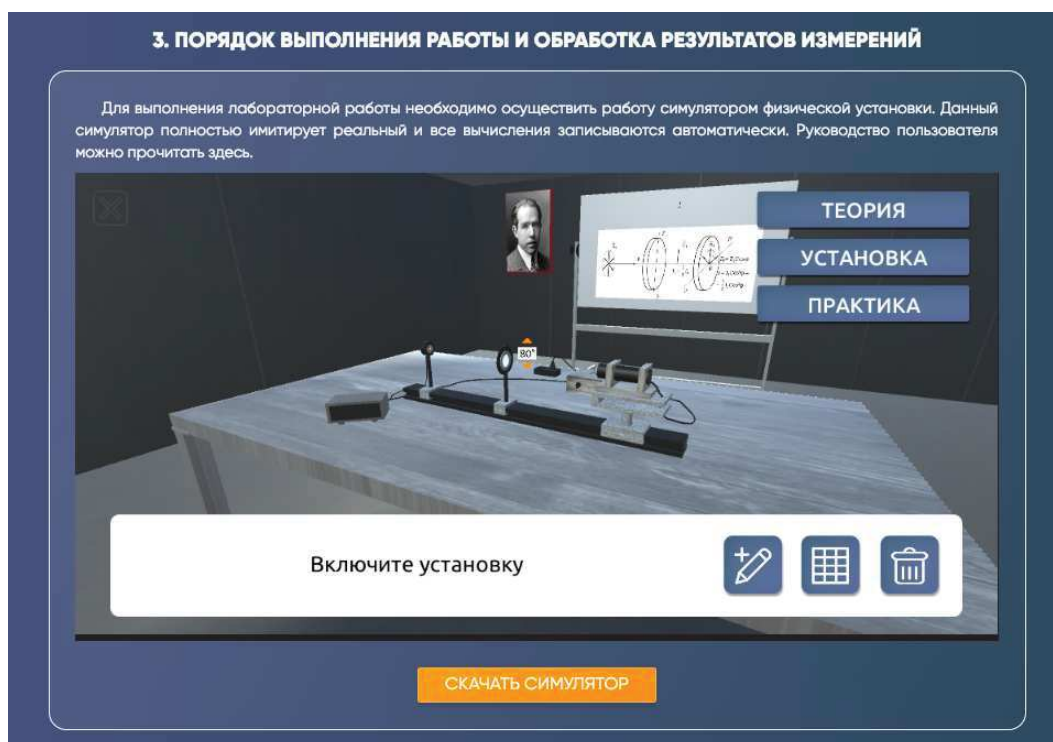 3. ПОРЯДОК ВЫПОЛНЕНИЯ РАБОТЫ И ОБРАБОТКА РЕЗУЛЬТАТОВ ИЗМЕРЕНИЙ
Для выполнения лабораторной работы необходимо осуществить работу симулятором физической установки. Данный
симулятор полностью имитирует реальный и все вычисления записываются автоматически. Руководство пользователя
можно прочитать здесь.
ТЕОРИЯ
УСТАНОВКА
ПРАКТИКА
80°
Включите установку
СКАЧАТЬ СИМУЛЯТОР